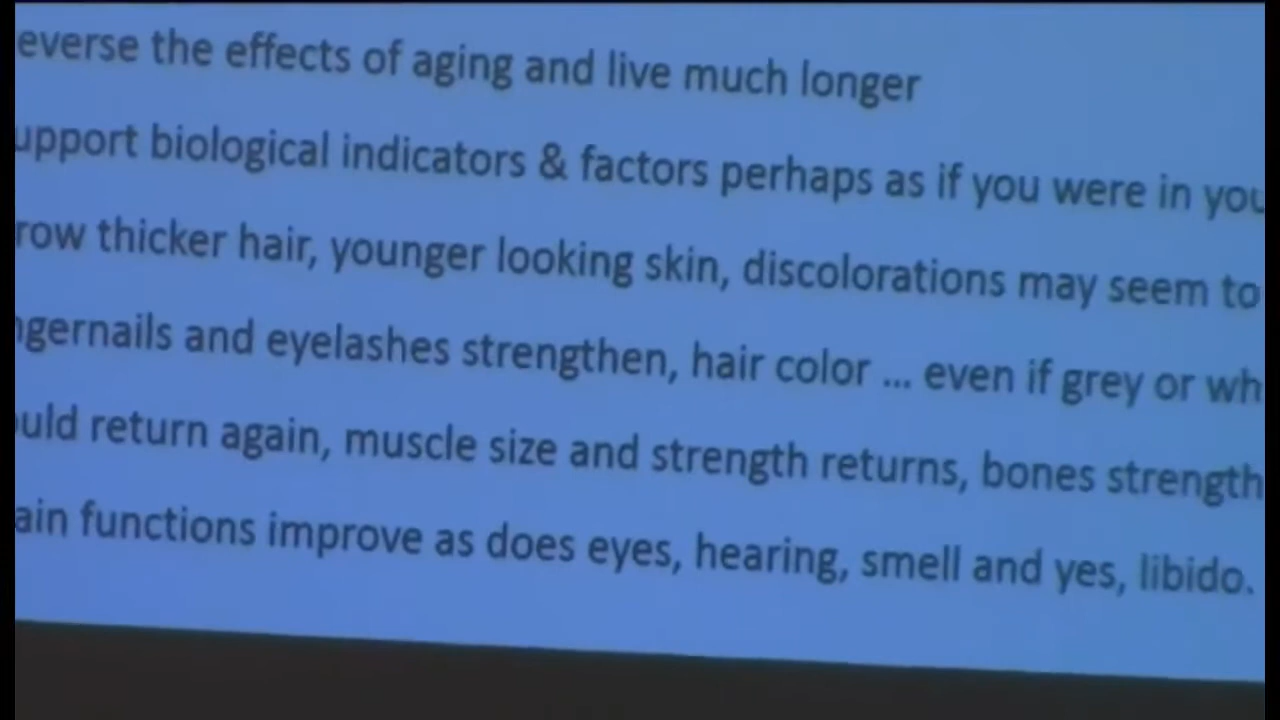 everse the effects of aging and live much longer
upport biological indicators & factors perhaps as if you were in you
row thicker hair, younger looking skin, discolorations may seem to
gernails and eyelashes strengthen, hair color ... even if grey or wh
uld return again, muscle size and strength returns, bones strength
ain functions improve as does eyes, hearing, smell and yes, libido.